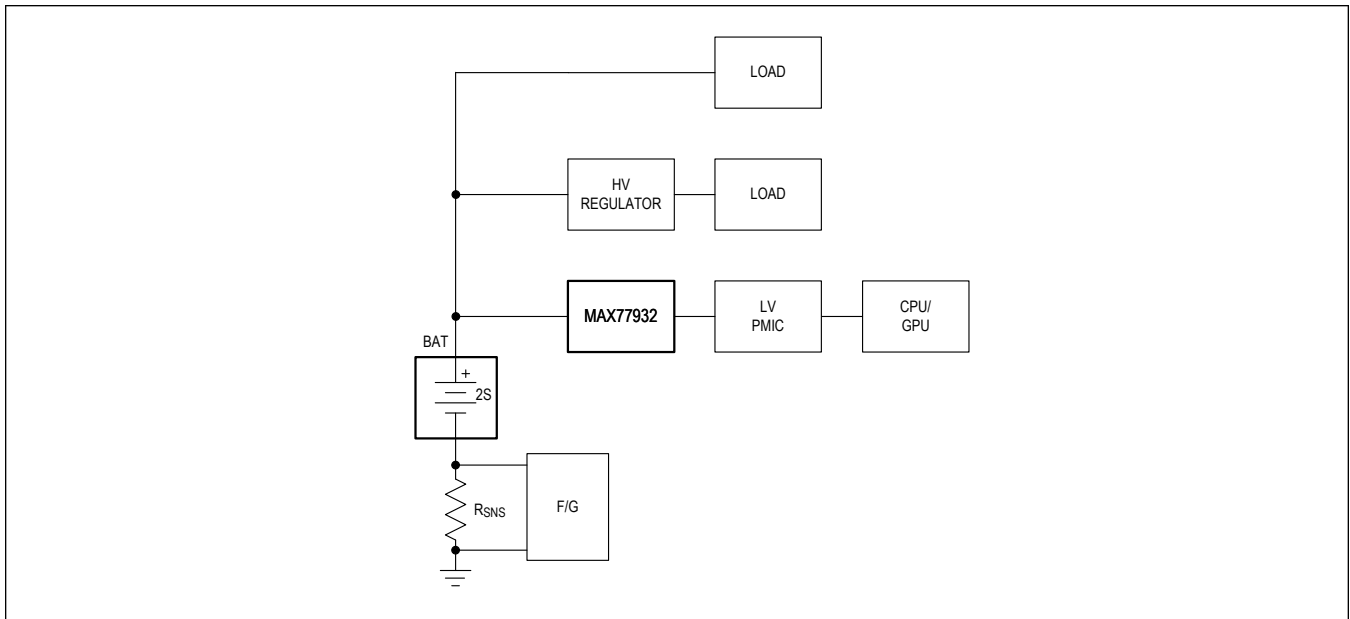 LOAD
HV
REGULATOR
LOAD
MAX77932
LV
PMIC
CPU/
GPU
BAT
+
2S
RSNS
F/G